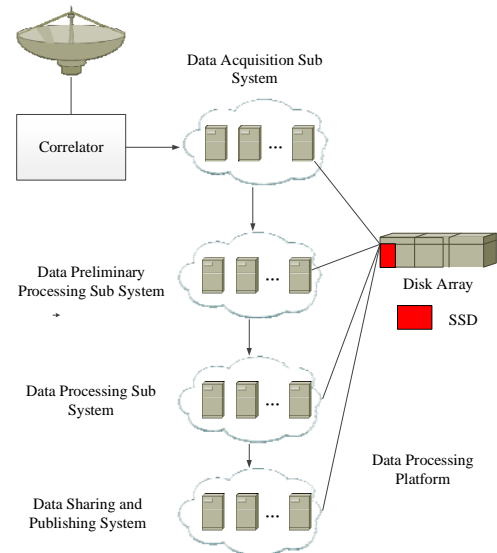 Data Acquisition Sub
System
Correlator
...
Data Preliminary
Processing Sub System
...
Disk Array
SSD
Data Processing Sub
System
...
Data Processing
Platform
Data Sharing and
Publishing System
...